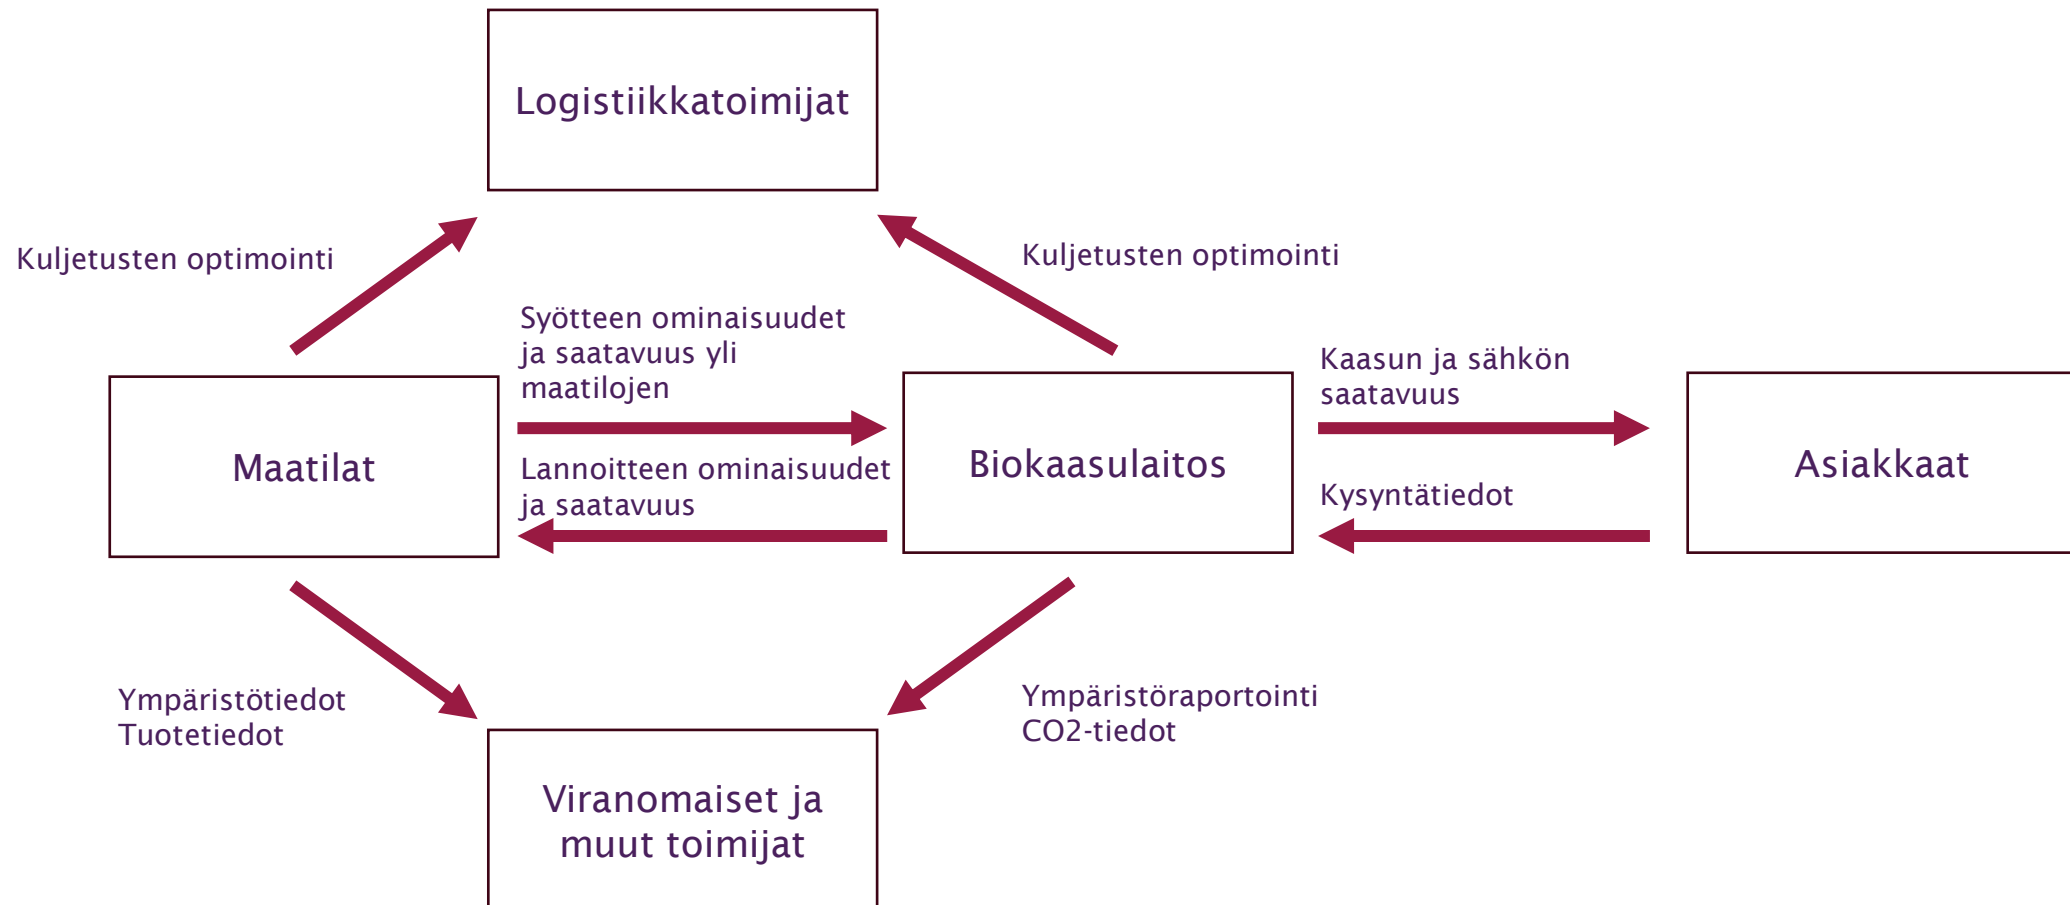 Logistiikkatoimijat
Kuljetusten optimointi
Kuljetusten optimointi
Syötteen ominaisuudet
ja saatavuus yli
maatilojen
Kaasun ja sähkön
saatavuus
Maatilat
Lannoitteen ominaisuudet
ja saatavuus
Biokaasulaitos
Kysyntätiedot
Asiakkaat
Ympäristötiedot
Tuotetiedot
Ympäristöraportointi
CO2-tiedot
Viranomaiset ja
muut toimijat